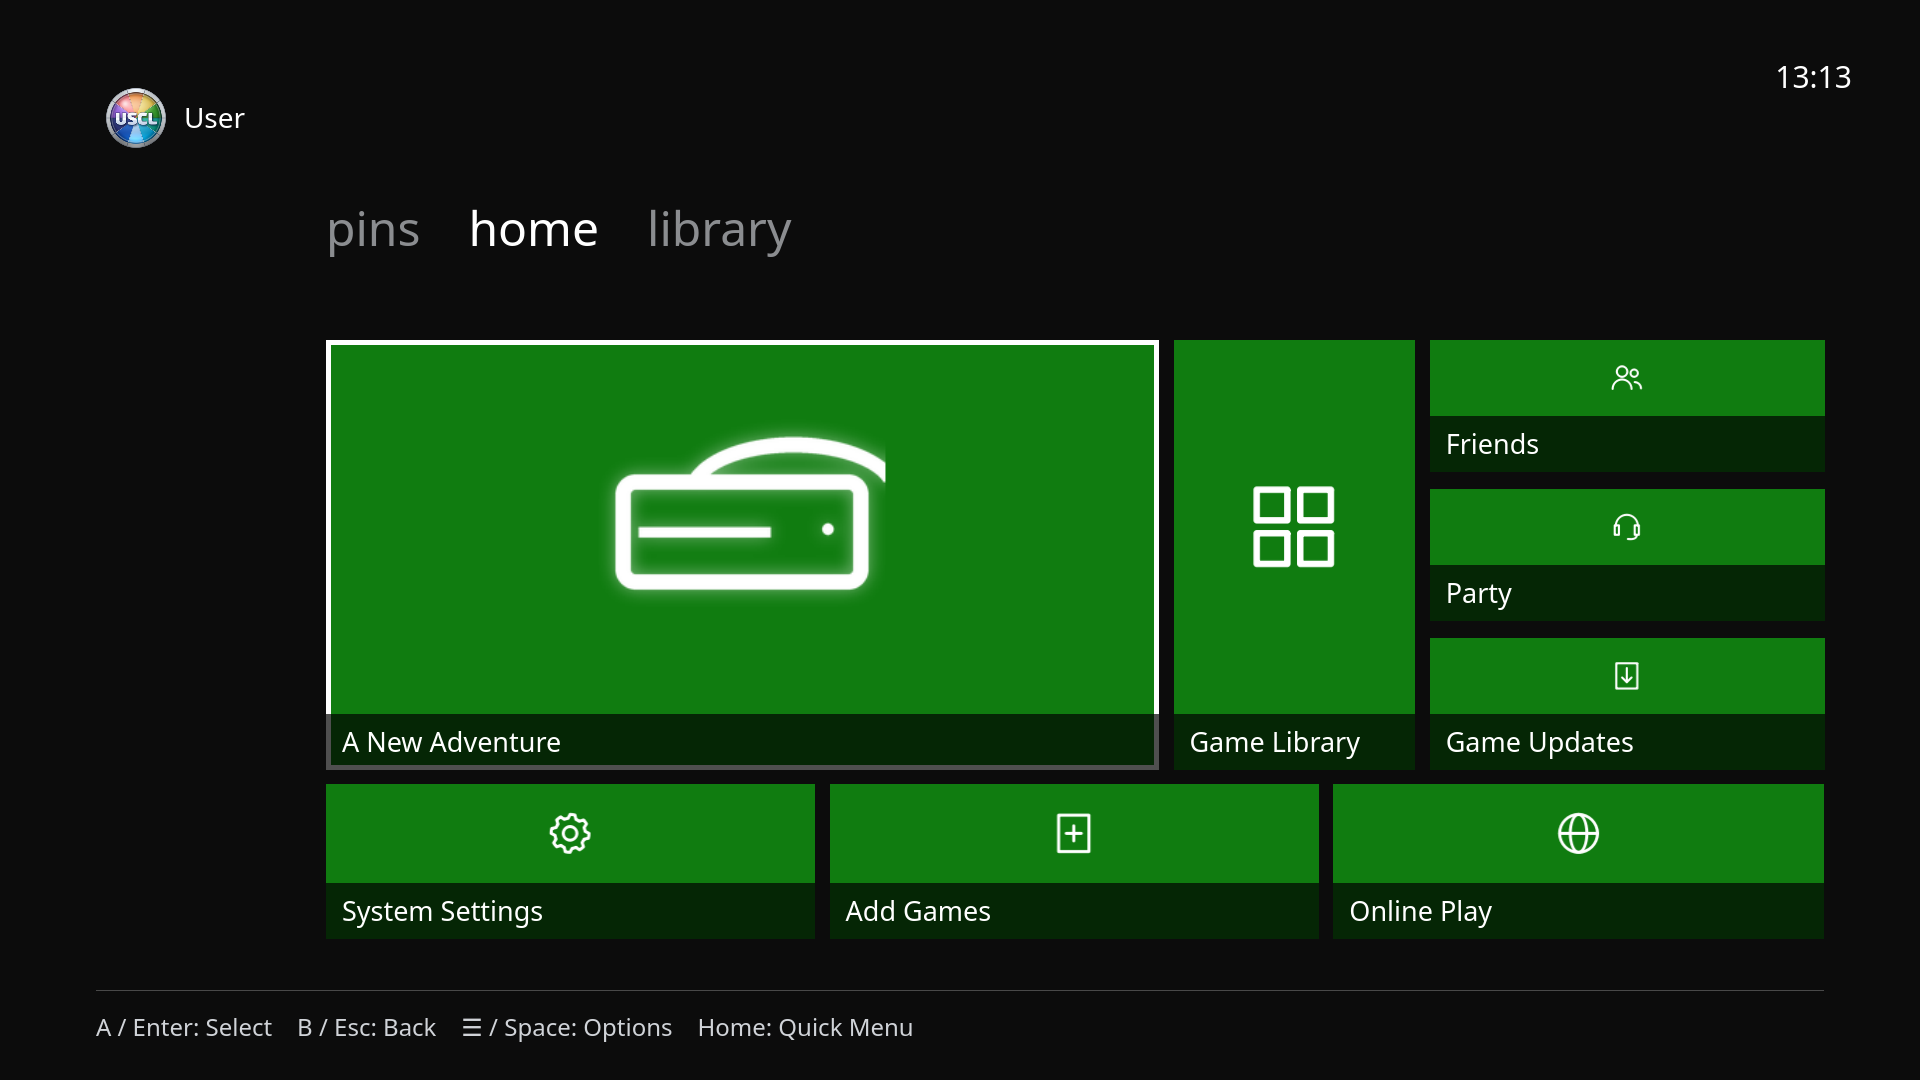 13:13
USCL
User
pins home library
Friends
Party
A New Adventure
Game Library
Game Updates
System Settings
Add Games
Online Play
A / Enter: Select B / Esc: Back ☰ / Space: Options Home: Quick Menu